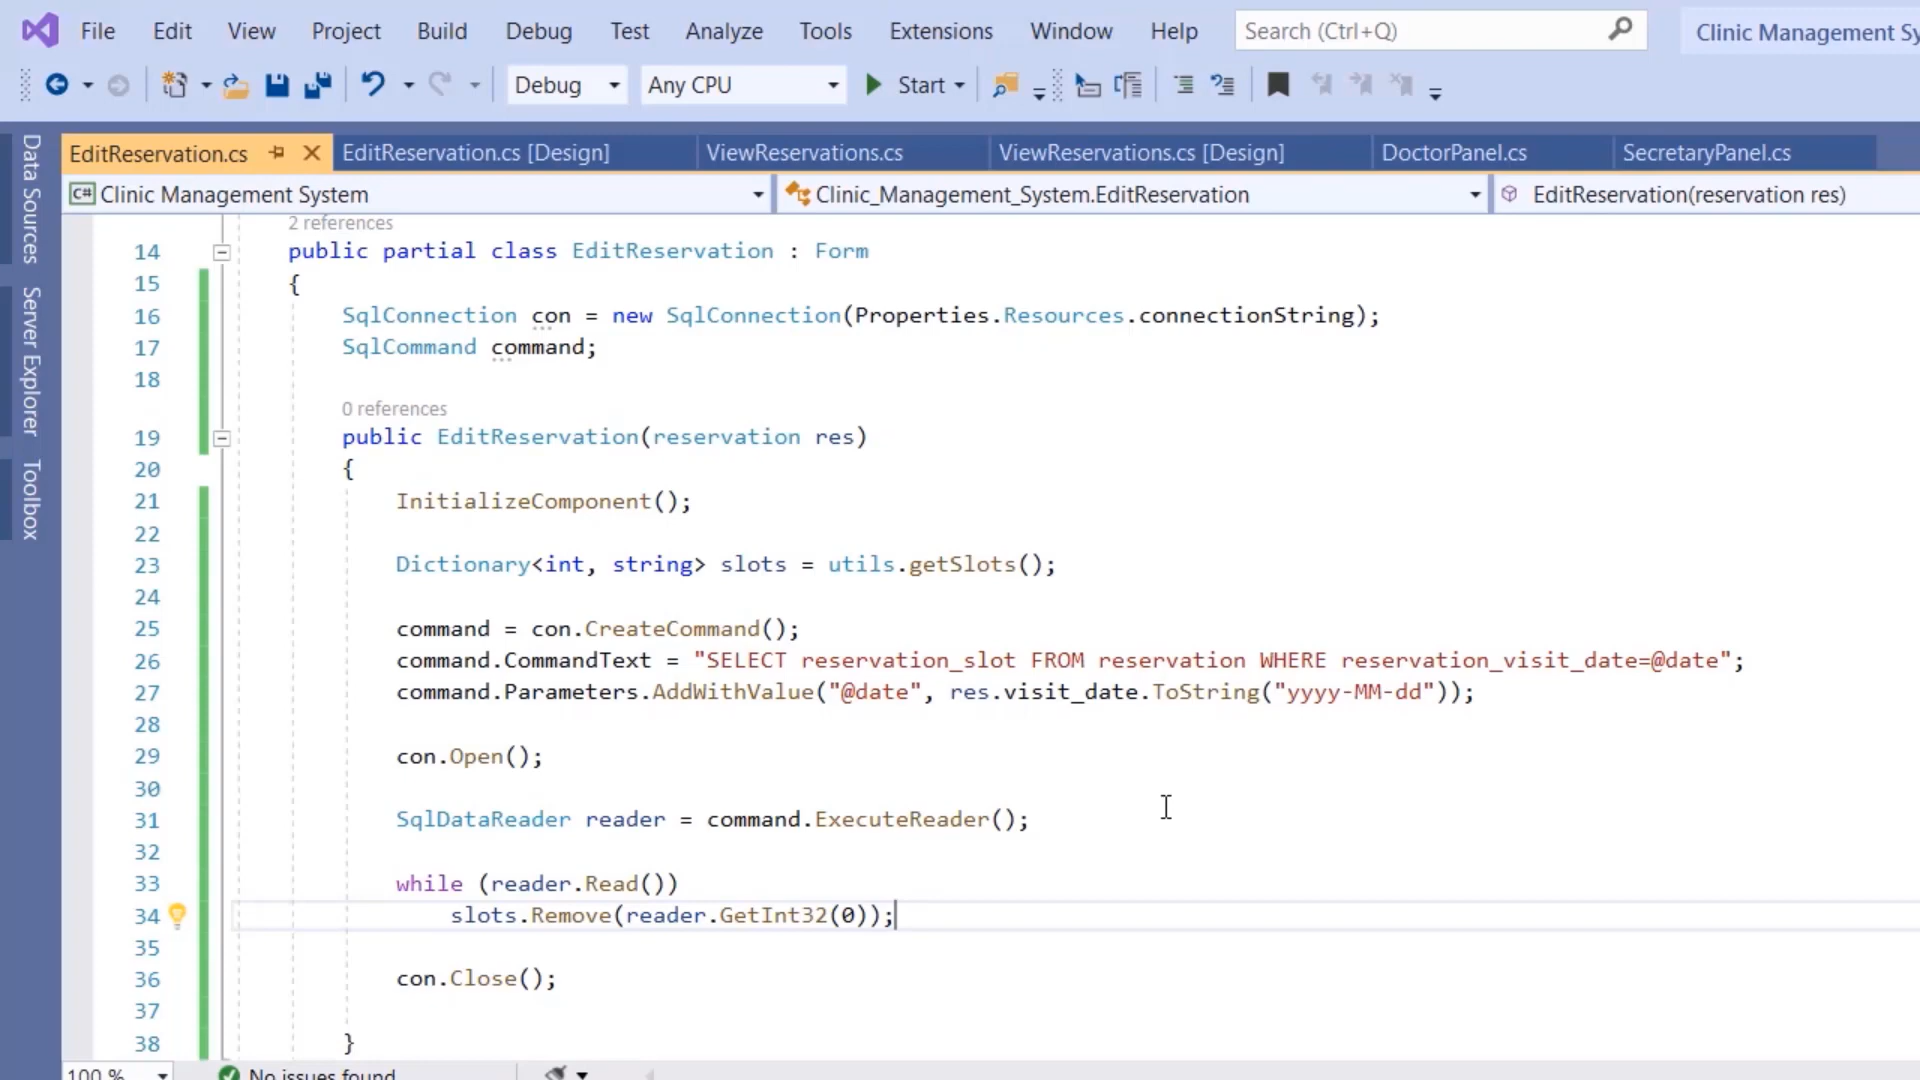 File Edit View Project Build Debug Test Analyze Tools Extensions Window Help Search (Ctrl+Q) Clinic Management Sy
Debug Any CPU Start
EditReservation.cs EditReservation.cs [Design] ViewReservations.cs ViewReservations.cs [Design] DoctorPanel.cs SecretaryPanel.cs
C# Clinic Management System Clinic_Management_System.EditReservation EditReservation(reservation res)
Data Sources
Server Explorer
Toolbox
2 references
14 public partial class EditReservation : Form
15 {
16 SqlConnection con = new SqlConnection(Properties.Resources.connectionString);
17 SqlCommand command;
18
0 references
19 public EditReservation(reservation res)
20 {
21 InitializeComponent();
22
23 Dictionary<int, string> slots = utils.getSlots();
24
25 command = con.CreateCommand();
26 command.CommandText = "SELECT reservation_slot FROM reservation WHERE reservation_visit_date=@date";
27 command.Parameters.AddWithValue("@date", res.visit_date.ToString("yyyy-MM-dd"));
28
29 con.Open();
30
31 SqlDataReader reader = command.ExecuteReader();
32
33 while (reader.Read())
34 slots.Remove(reader.GetInt32(0));
35
36 con.Close();
37
38 }
100 % No issues found